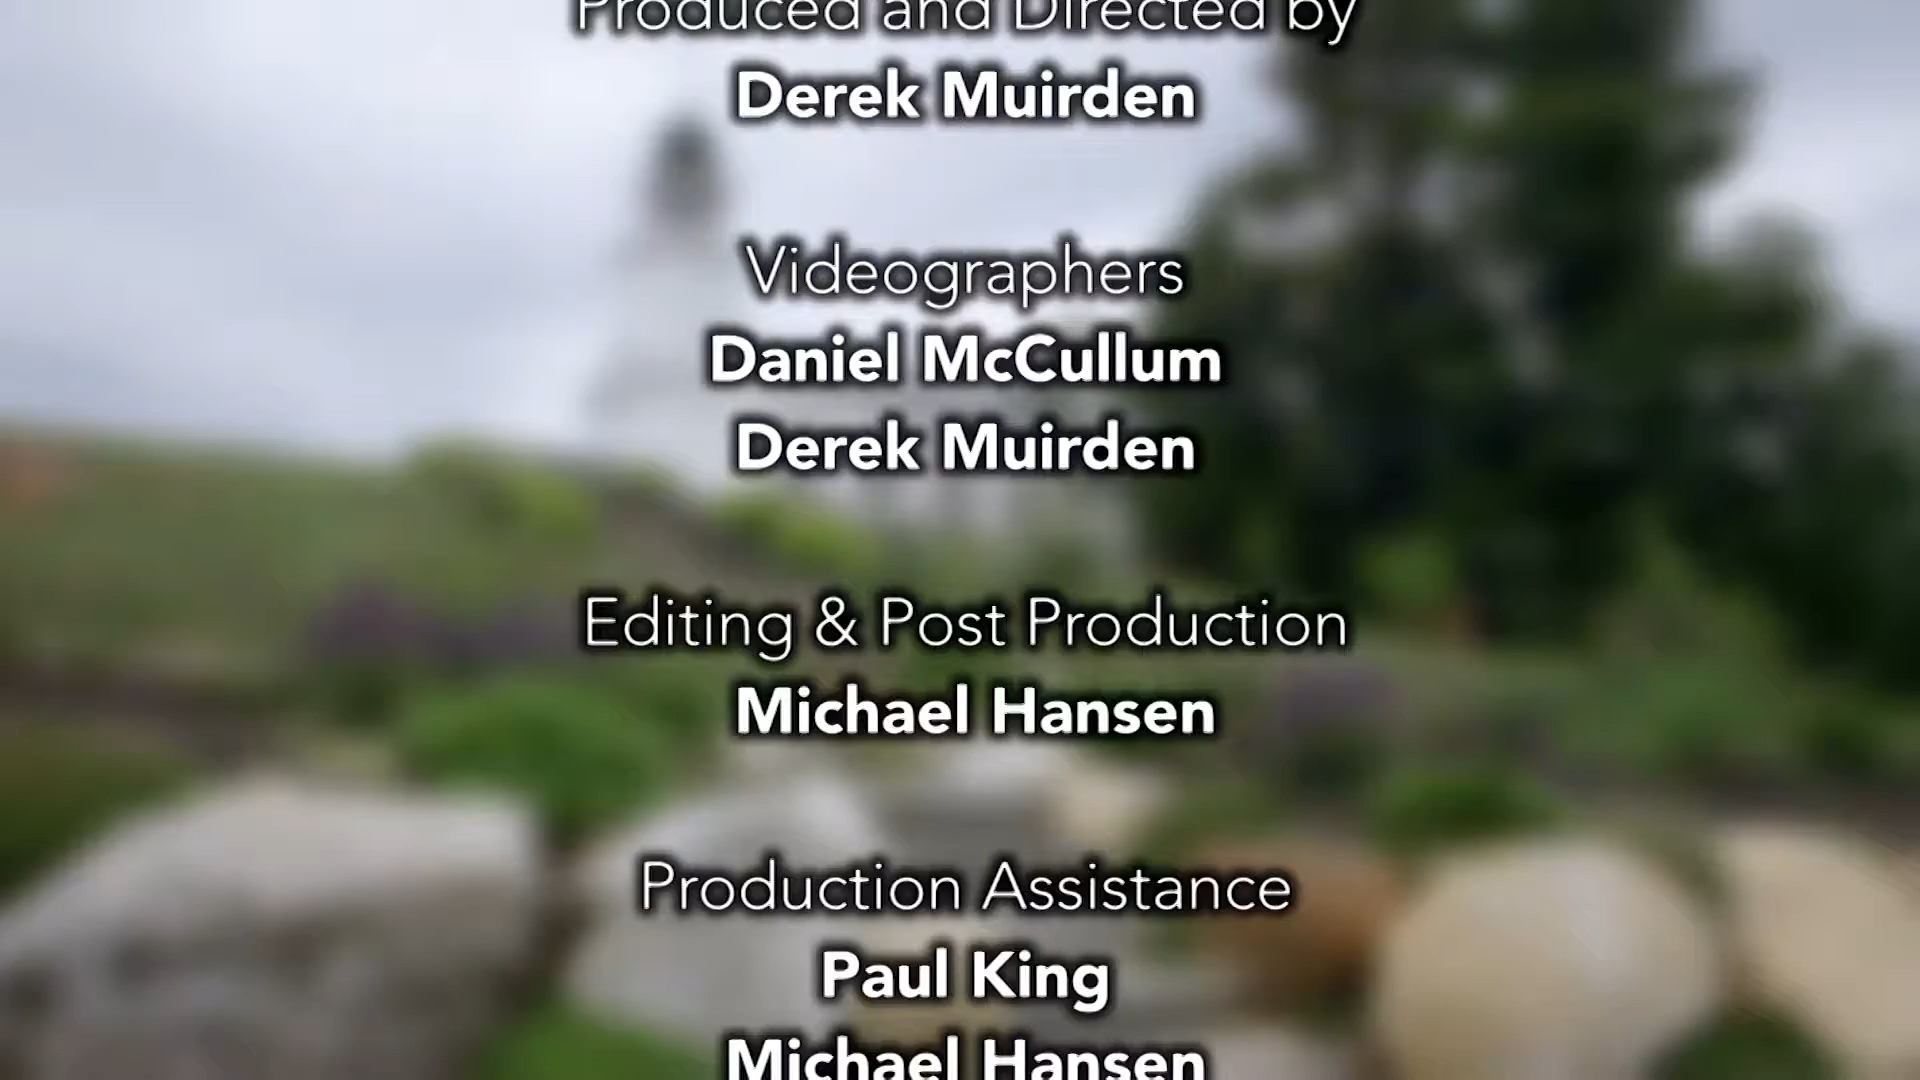 Produced and Directed by
Derek Muirden
Videographers
Daniel McCullum
Derek Muirden
Editing & Post Production
Michael Hansen
Production Assistance
Paul King
Michael Hansen